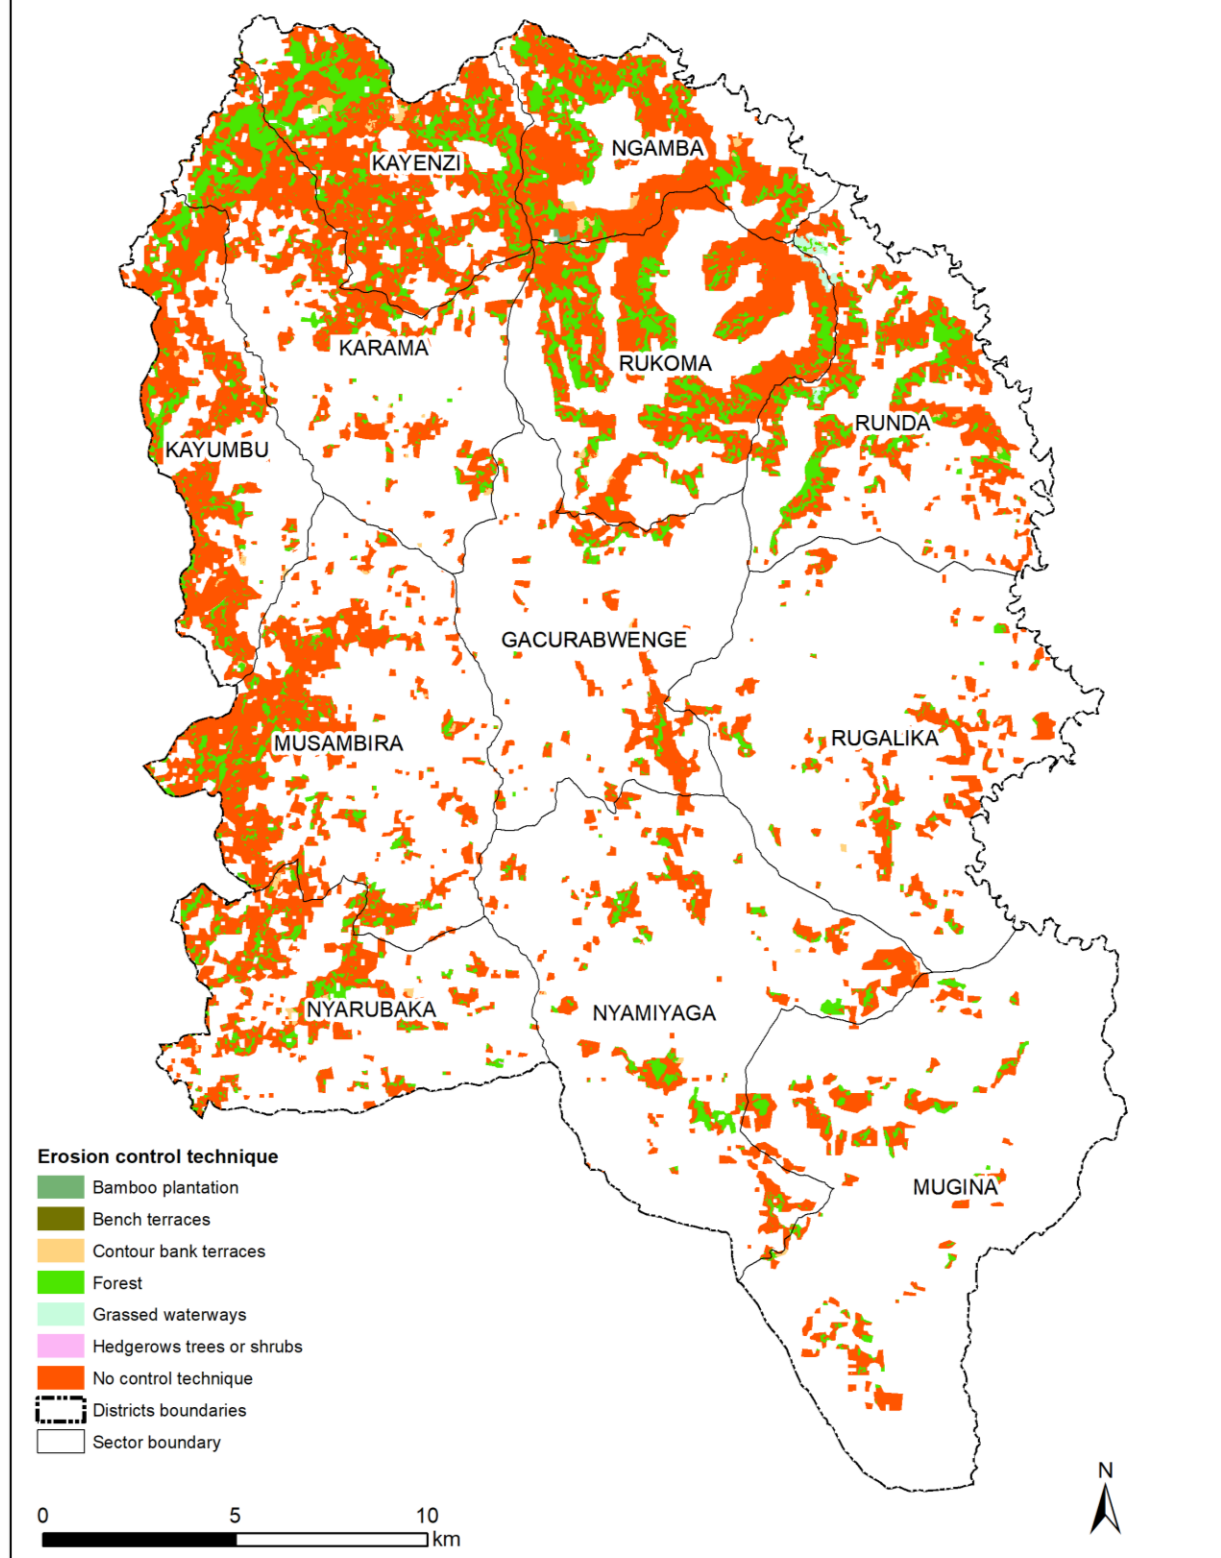 NGAMBA
KAYENZI
KARAMA
RUKOMA
RUNDA
KAYUMBU
GACURABWENGE
RUGALIKA
MUSAMBIRA
NYARUBAKA
NYAMIYAGA
MUGINA
Erosion control technique
Bamboo plantation
Bench terraces
Contour bank terraces
Forest
Grassed waterways
Hedgerows trees or shrubs
No control technique
Districts boundaries
Sector boundary
N
0 5 10
km